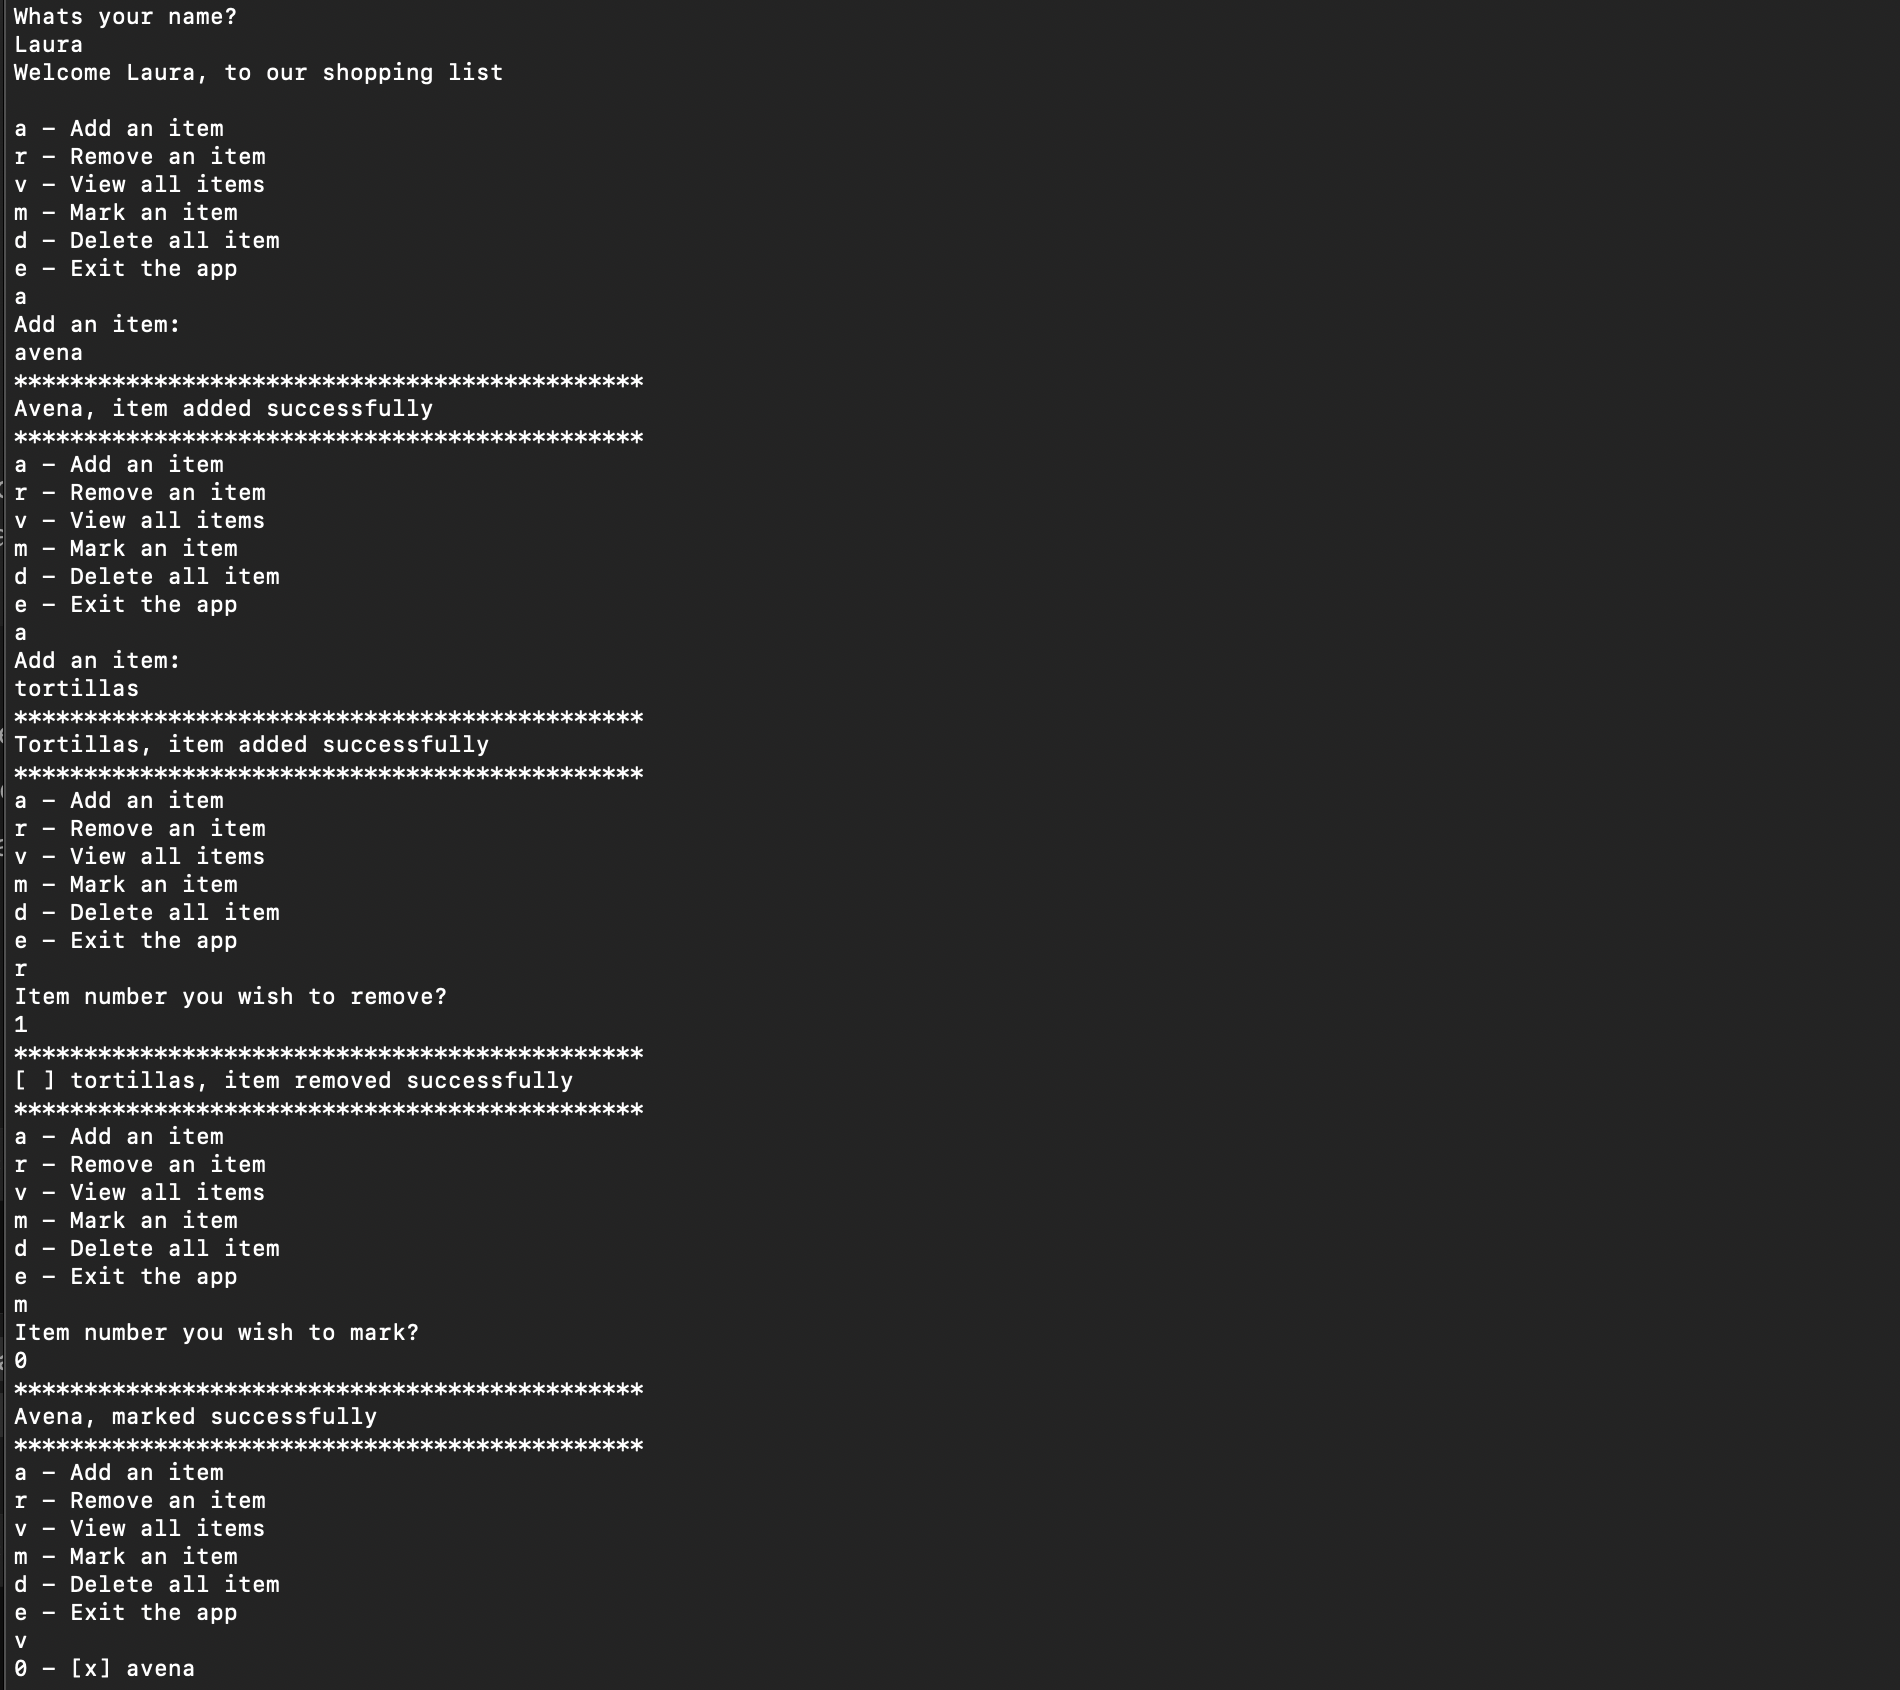 Whats your name?
Laura
Welcome Laura, to our shopping list
a – Add an item
r – Remove an item
v – View all items
m – Mark an item
d – Delete all item
e – Exit the app
a
Add an item:
avena
*********************************************
Avena, item added successfully
*********************************************
a – Add an item
r – Remove an item
v – View all items
m – Mark an item
d – Delete all item
e – Exit the app
a
Add an item:
tortillas
*********************************************
Tortillas, item added successfully
*********************************************
a – Add an item
r – Remove an item
v – View all items
m – Mark an item
d – Delete all item
e – Exit the app
r
Item number you wish to remove?
1
*********************************************
[ ] tortillas, item removed successfully
*********************************************
a – Add an item
r – Remove an item
v – View all items
m – Mark an item
d – Delete all item
e – Exit the app
m
Item number you wish to mark?
0
*********************************************
Avena, marked successfully
*********************************************
a – Add an item
r – Remove an item
v – View all items
m – Mark an item
d – Delete all item
e – Exit the app
v
0 – [x] avena